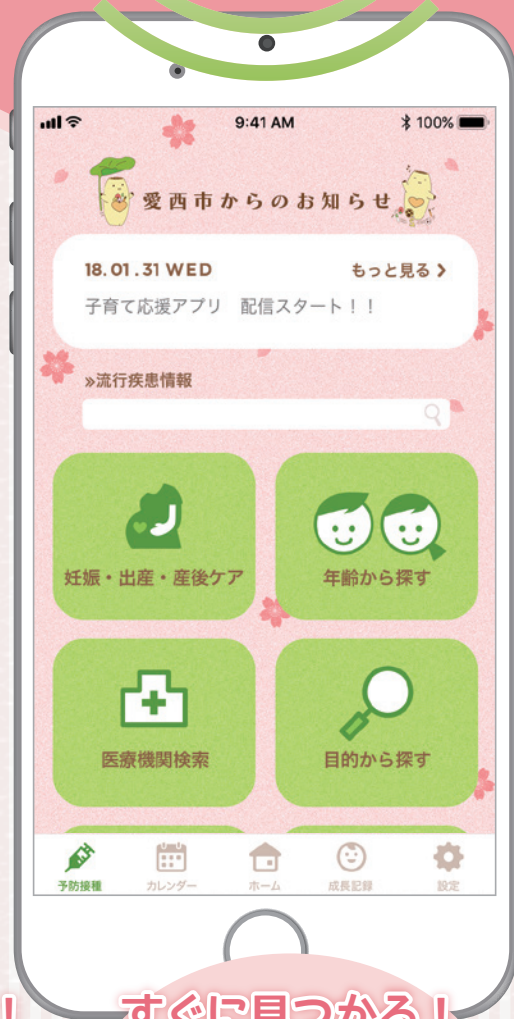 9:41 AM
100%
愛西市からのお知らせ
18.01.31 WED
もっと見る
子育て応援アプリ 配信スタート!!
»流行疾患情報
妊娠・出産・産後ケア
年齢から探す
医療機関検索
目的から探す
予防接種
カレンダー
ホーム
成長記録
設定
! すぐに見つかる!